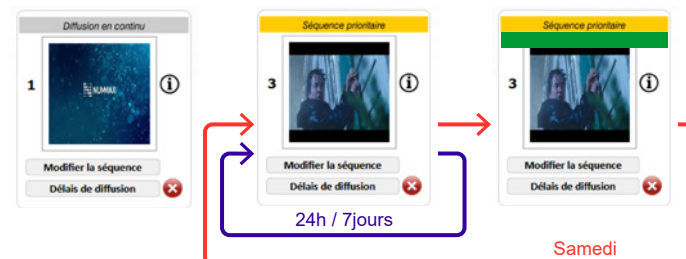 Diffusion en continu
1
NUMMAX
i
Modifier la séquence
Délais de diffusion
Séquence prioritaire
3
i
Modifier la séquence
Délais de diffusion
24h / 7jours
Séquence prioritaire
3
i
Modifier la séquence
Délais de diffusion
Samedi